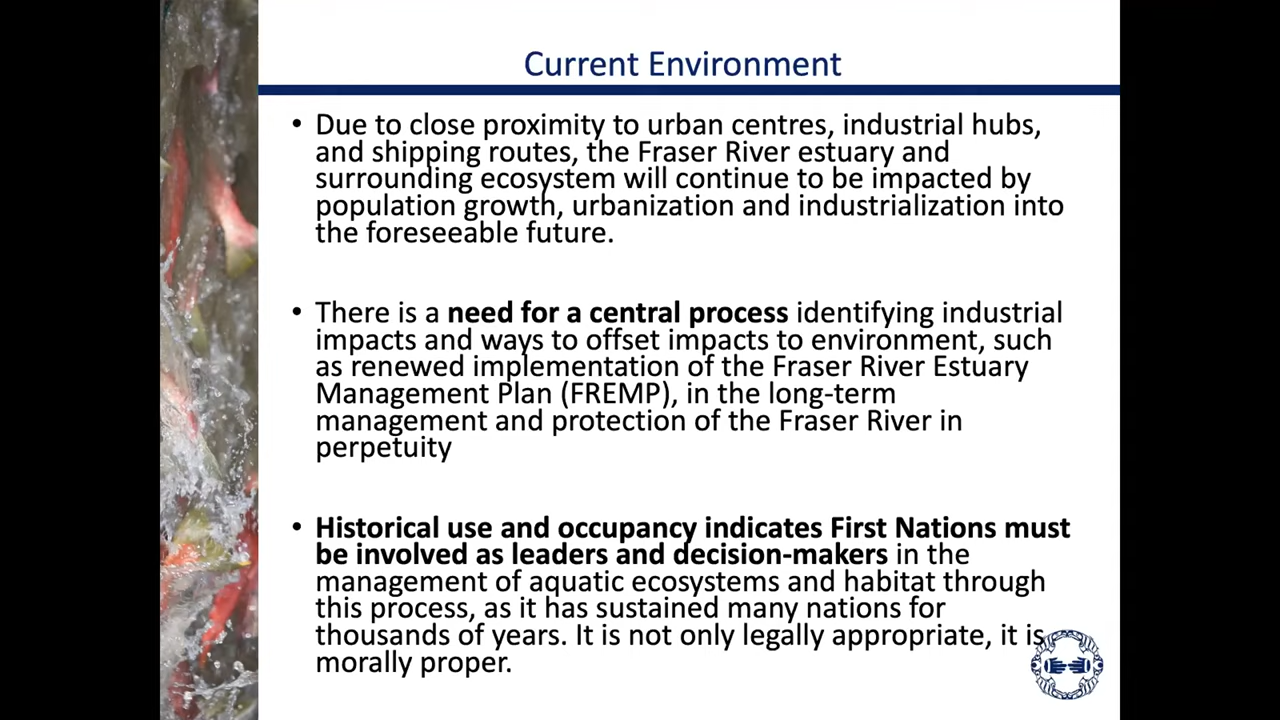 Current Environment
• Due to close proximity to urban centres, industrial hubs,
and shipping routes, the Fraser River estuary and
surrounding ecosystem will continue to be impacted by
population growth, urbanization and industrialization into
the foreseeable future.
• There is a need for a central process identifying industrial
impacts and ways to offset impacts to environment, such
as renewed implementation of the Fraser River Estuary
Management Plan (FREMP), in the long-term
management and protection of the Fraser River in
perpetuity
• Historical use and occupancy indicates First Nations must
be involved as leaders and decision-makers in the
management of aquatic ecosystems and habitat through
this process, as it has sustained many nations for
thousands of years. It is not only legally appropriate, it is
morally proper.